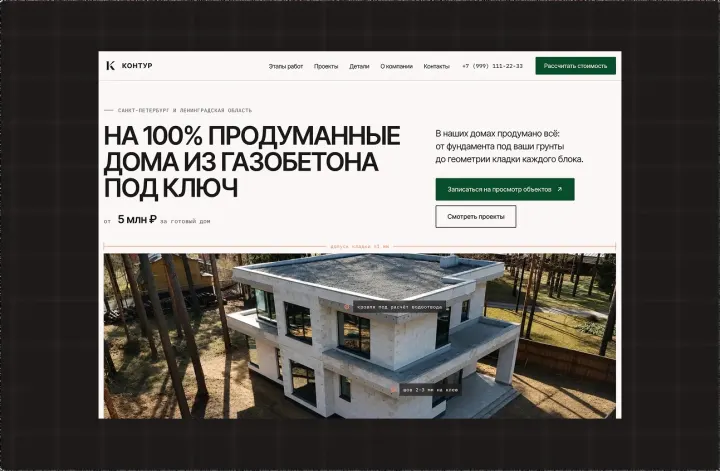 КОНТУР
Этапы работ Проекты Детали О компании Контакты +7 (999) 111-22-33 Рассчитать стоимость
САНКТ-ПЕТЕРБУРГ И ЛЕНИНГРАДСКАЯ ОБЛАСТЬ
НА 100% ПРОДУМАННЫЕ
ДОМА ИЗ ГАЗОБЕТОНА
ПОД КЛЮЧ
от 5 млн ₽ за готовый дом
В наших домах продумано всё:
от фундамента под ваши грунты
до геометрии кладки каждого блока.
Записаться на просмотр объектов ↗
Смотреть проекты
допуск кладки ±2 мм
кровля под расчёт водоотвода
шов 2–3 мм на клею